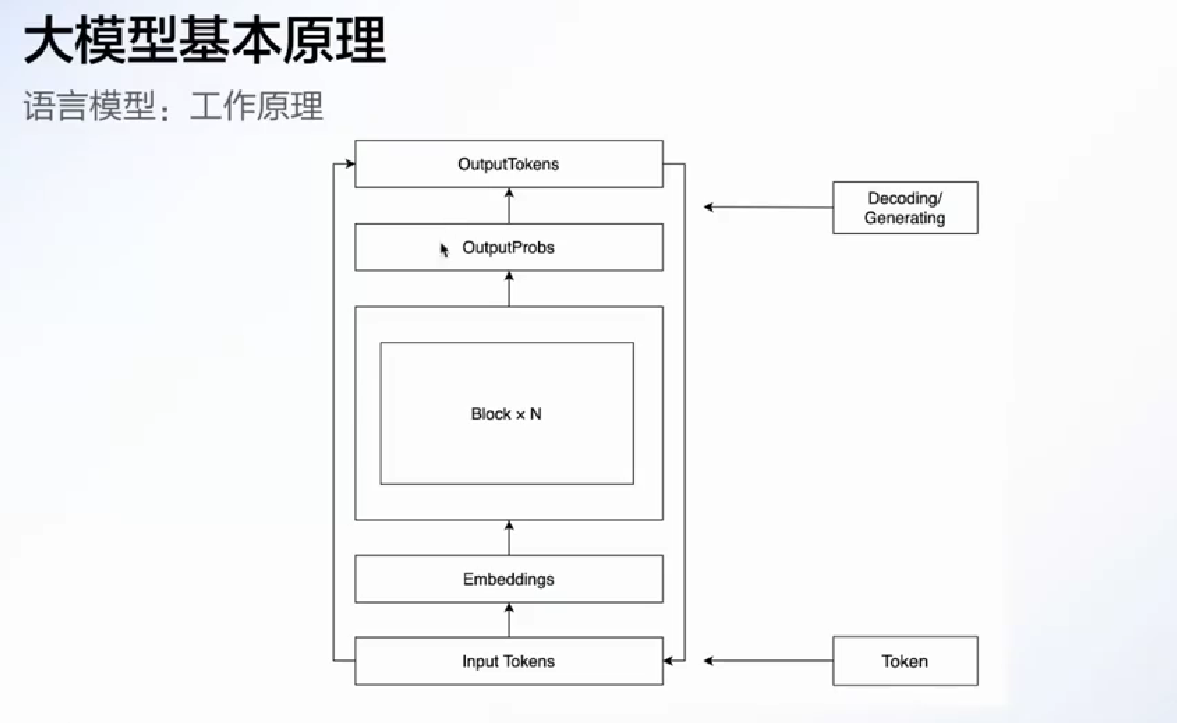 大模型基本原理
语言模型：工作原理
OutputTokens
Decoding/
Generating
OutputProbs
Block × N
Embeddings
Input Tokens
Token